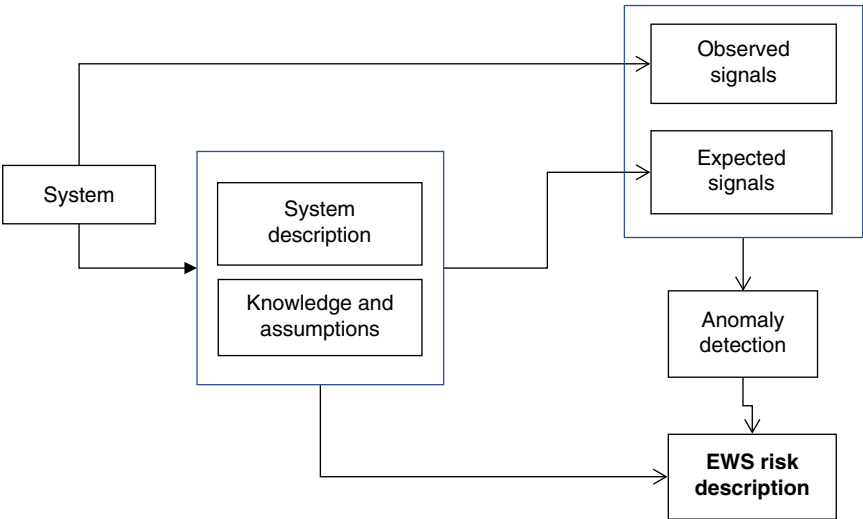 System
System
description
Knowledge and
assumptions
Observed
signals
Expected
signals
Anomaly
detection
EWS risk
description